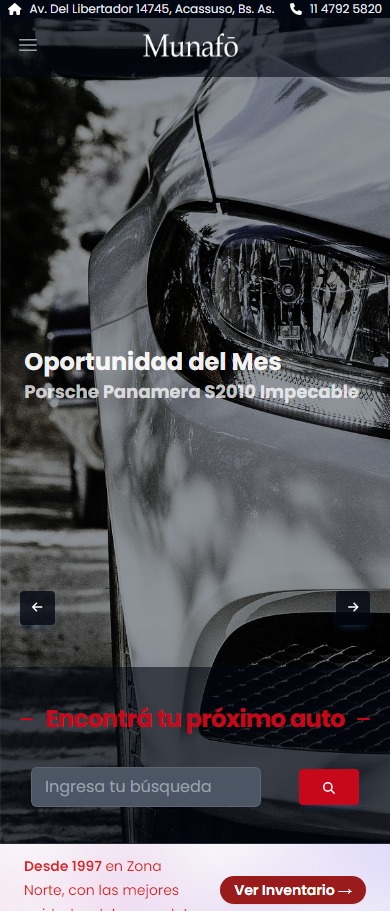 Av. Del Libertador 14745, Acassuso, Bs. As. 11 4792 5820
Munafō
Oportunidad del Mes
Porsche Panamera S2010 Impecable
Encontrá tu próximo auto
Ingresa tu búsqueda
Desde 1997 en Zona
Norte, con las mejores
Ver Inventario →